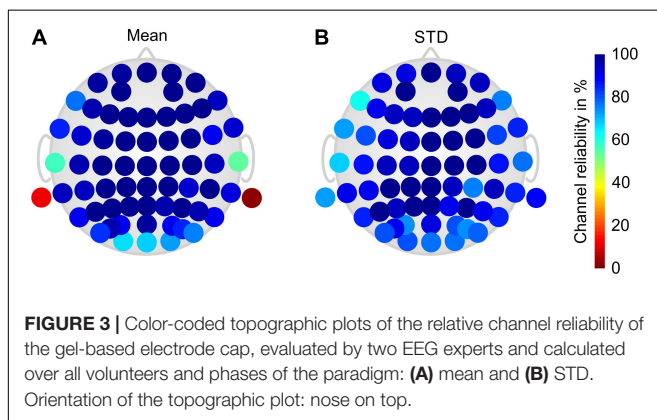 A
Mean
B
STD
100
80
60
40
20
0
Channel reliability in %
FIGURE 3 | Color-coded topographic plots of the relative channel reliability of
the gel-based electrode cap, evaluated by two EEG experts and calculated
over all volunteers and phases of the paradigm: (A) mean and (B) STD.
Orientation of the topographic plot: nose on top.